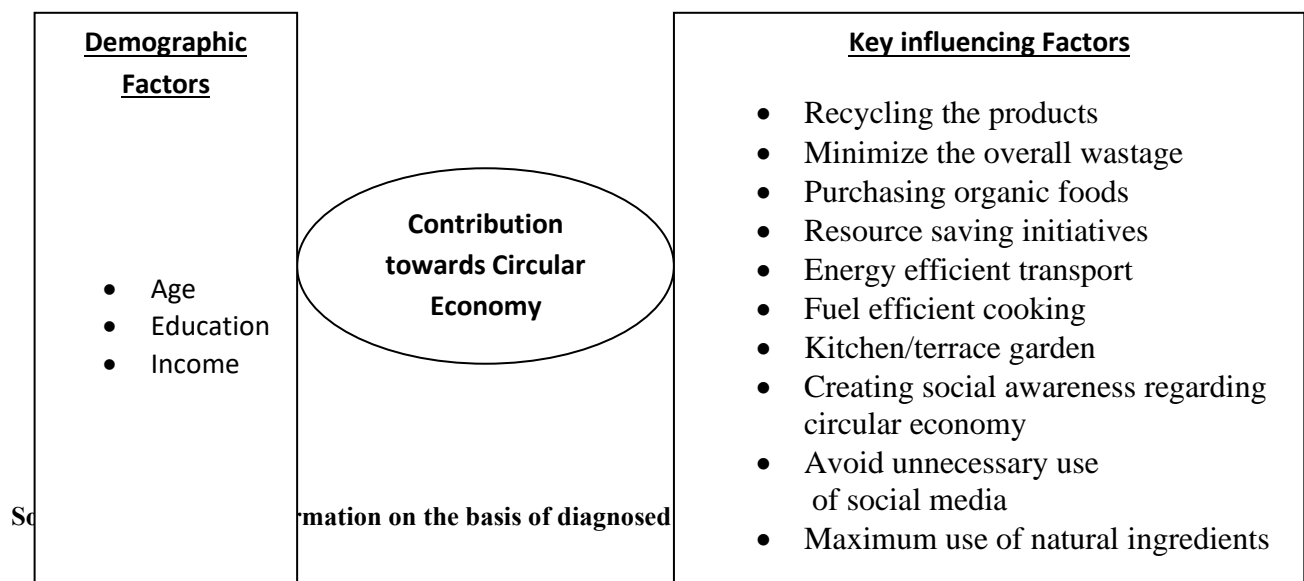 Demographic
Factors
• Age
• Education
• Income
Contribution
towards Circular
Economy
Key influencing Factors
• Recycling the products
• Minimize the overall wastage
• Purchasing organic foods
• Resource saving initiatives
• Energy efficient transport
• Fuel efficient cooking
• Kitchen/terrace garden
• Creating social awareness regarding
circular economy
• Avoid unnecessary use
of social media
• Maximum use of natural ingredients
on the basis of diagnosed